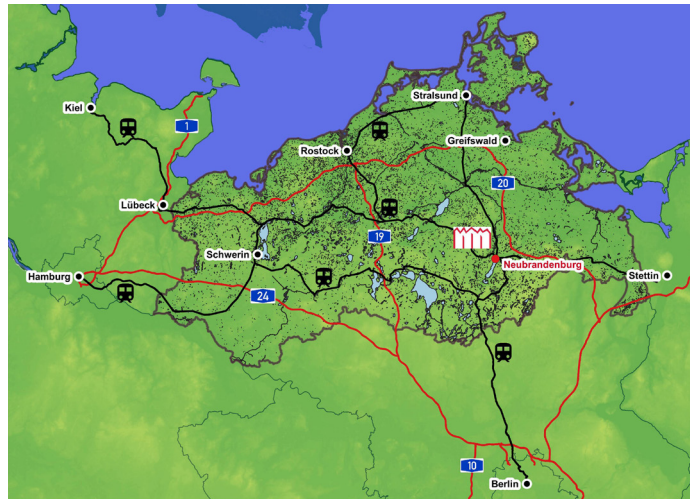 Stralsund
Kiel
1
Greifswald
Rostock
20
Lübeck
19
Schwerin
Neubrandenburg
Hamburg
Stettin
24
10
Berlin